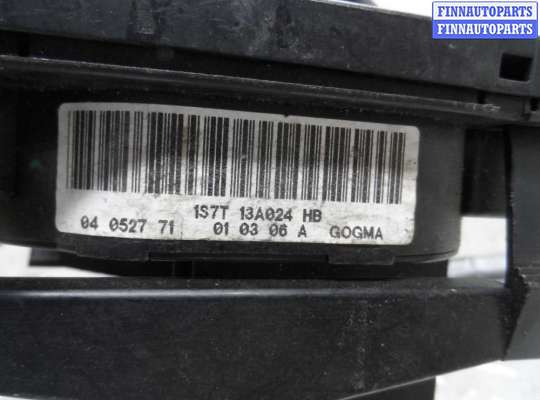 FINNAUTOPARTS
FINNAUTOPARTS
1S7T 13A024 HB
04 0527 71 01 03 06 A GOGMA